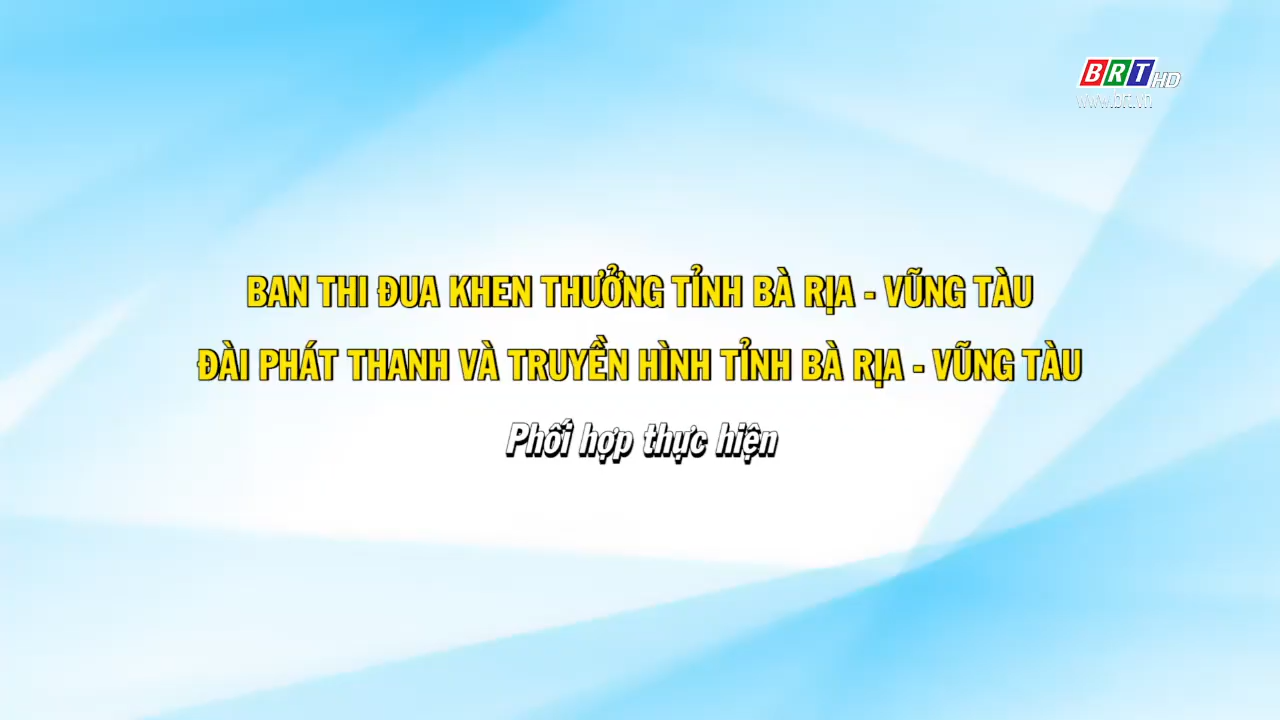 BRT HD
www.brt.vn
BAN THI ĐUA KHEN THƯỞNG TỈNH BÀ RỊA - VŨNG TÀU
ĐÀI PHÁT THANH VÀ TRUYỀN HÌNH TỈNH BÀ RỊA - VŨNG TÀU
Phối hợp thực hiện